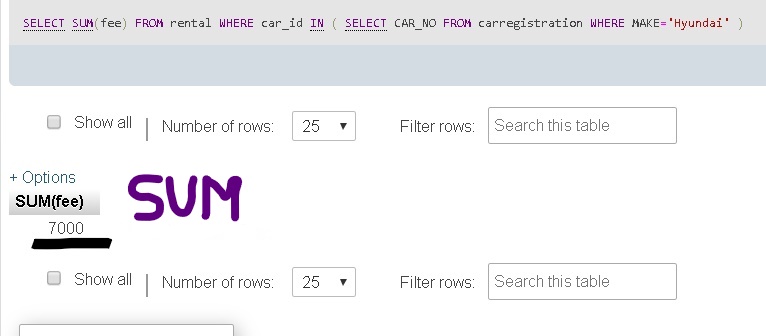 SELECT SUM(fee) FROM rental WHERE car_id IN ( SELECT CAR_NO FROM carregistration WHERE MAKE='Hyundai' )
Show all Number of rows: 25 Filter rows: Search this table
+ Options
SUM(fee) SUM
7000
Show all Number of rows: 25 Filter rows: Search this table